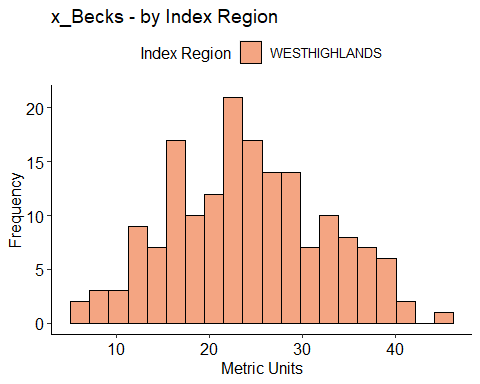 x_Becks - by Index Region
Index Region WESTHIGHLANDS
Frequency
20
15
10
5
0
10 20 30 40
Metric Units